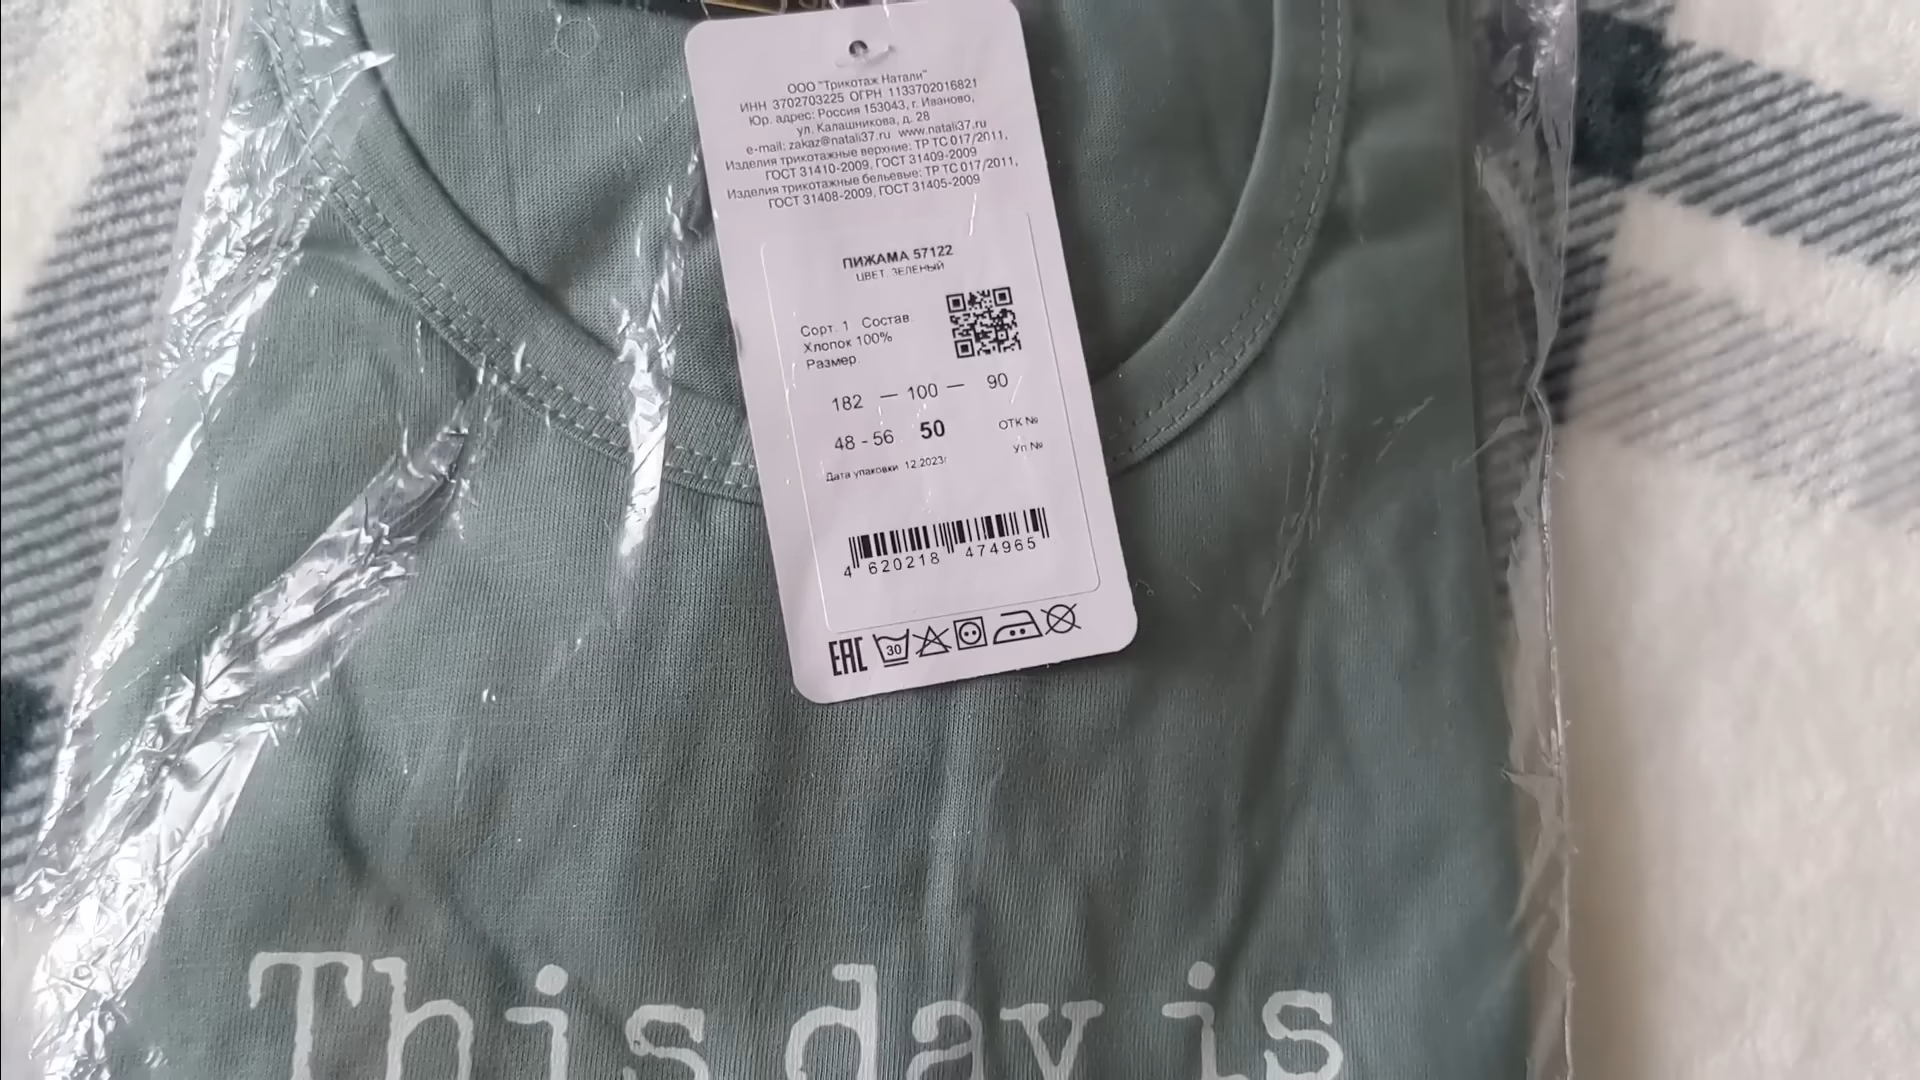 ООО "Трикотаж Натали"
ИНН 3702703225 ОГРН 1133702016821
Юр. адрес: Россия 153043, г. Иваново,
ул. Калашникова, д. 28
e-mail: zakaz@natali37.ru www.natali37.ru
Изделия трикотажные верхние: ТР ТС 017/2011,
ГОСТ 31410-2009, ГОСТ 31409-2009
Изделия трикотажные бельевые: ТР ТС 017/2011,
ГОСТ 31408-2009, ГОСТ 31405-2009
ПИЖАМА 57122
ЦВЕТ. ЗЕЛЕНЫЙ
Сорт. 1 Состав.
Хлопок 100%
Размер.
182 — 100 — 90
48 - 56 50 ОТК №
Уп №
Дата упаковки 12.2023г
4 620218 474965
EAC 30
This day is